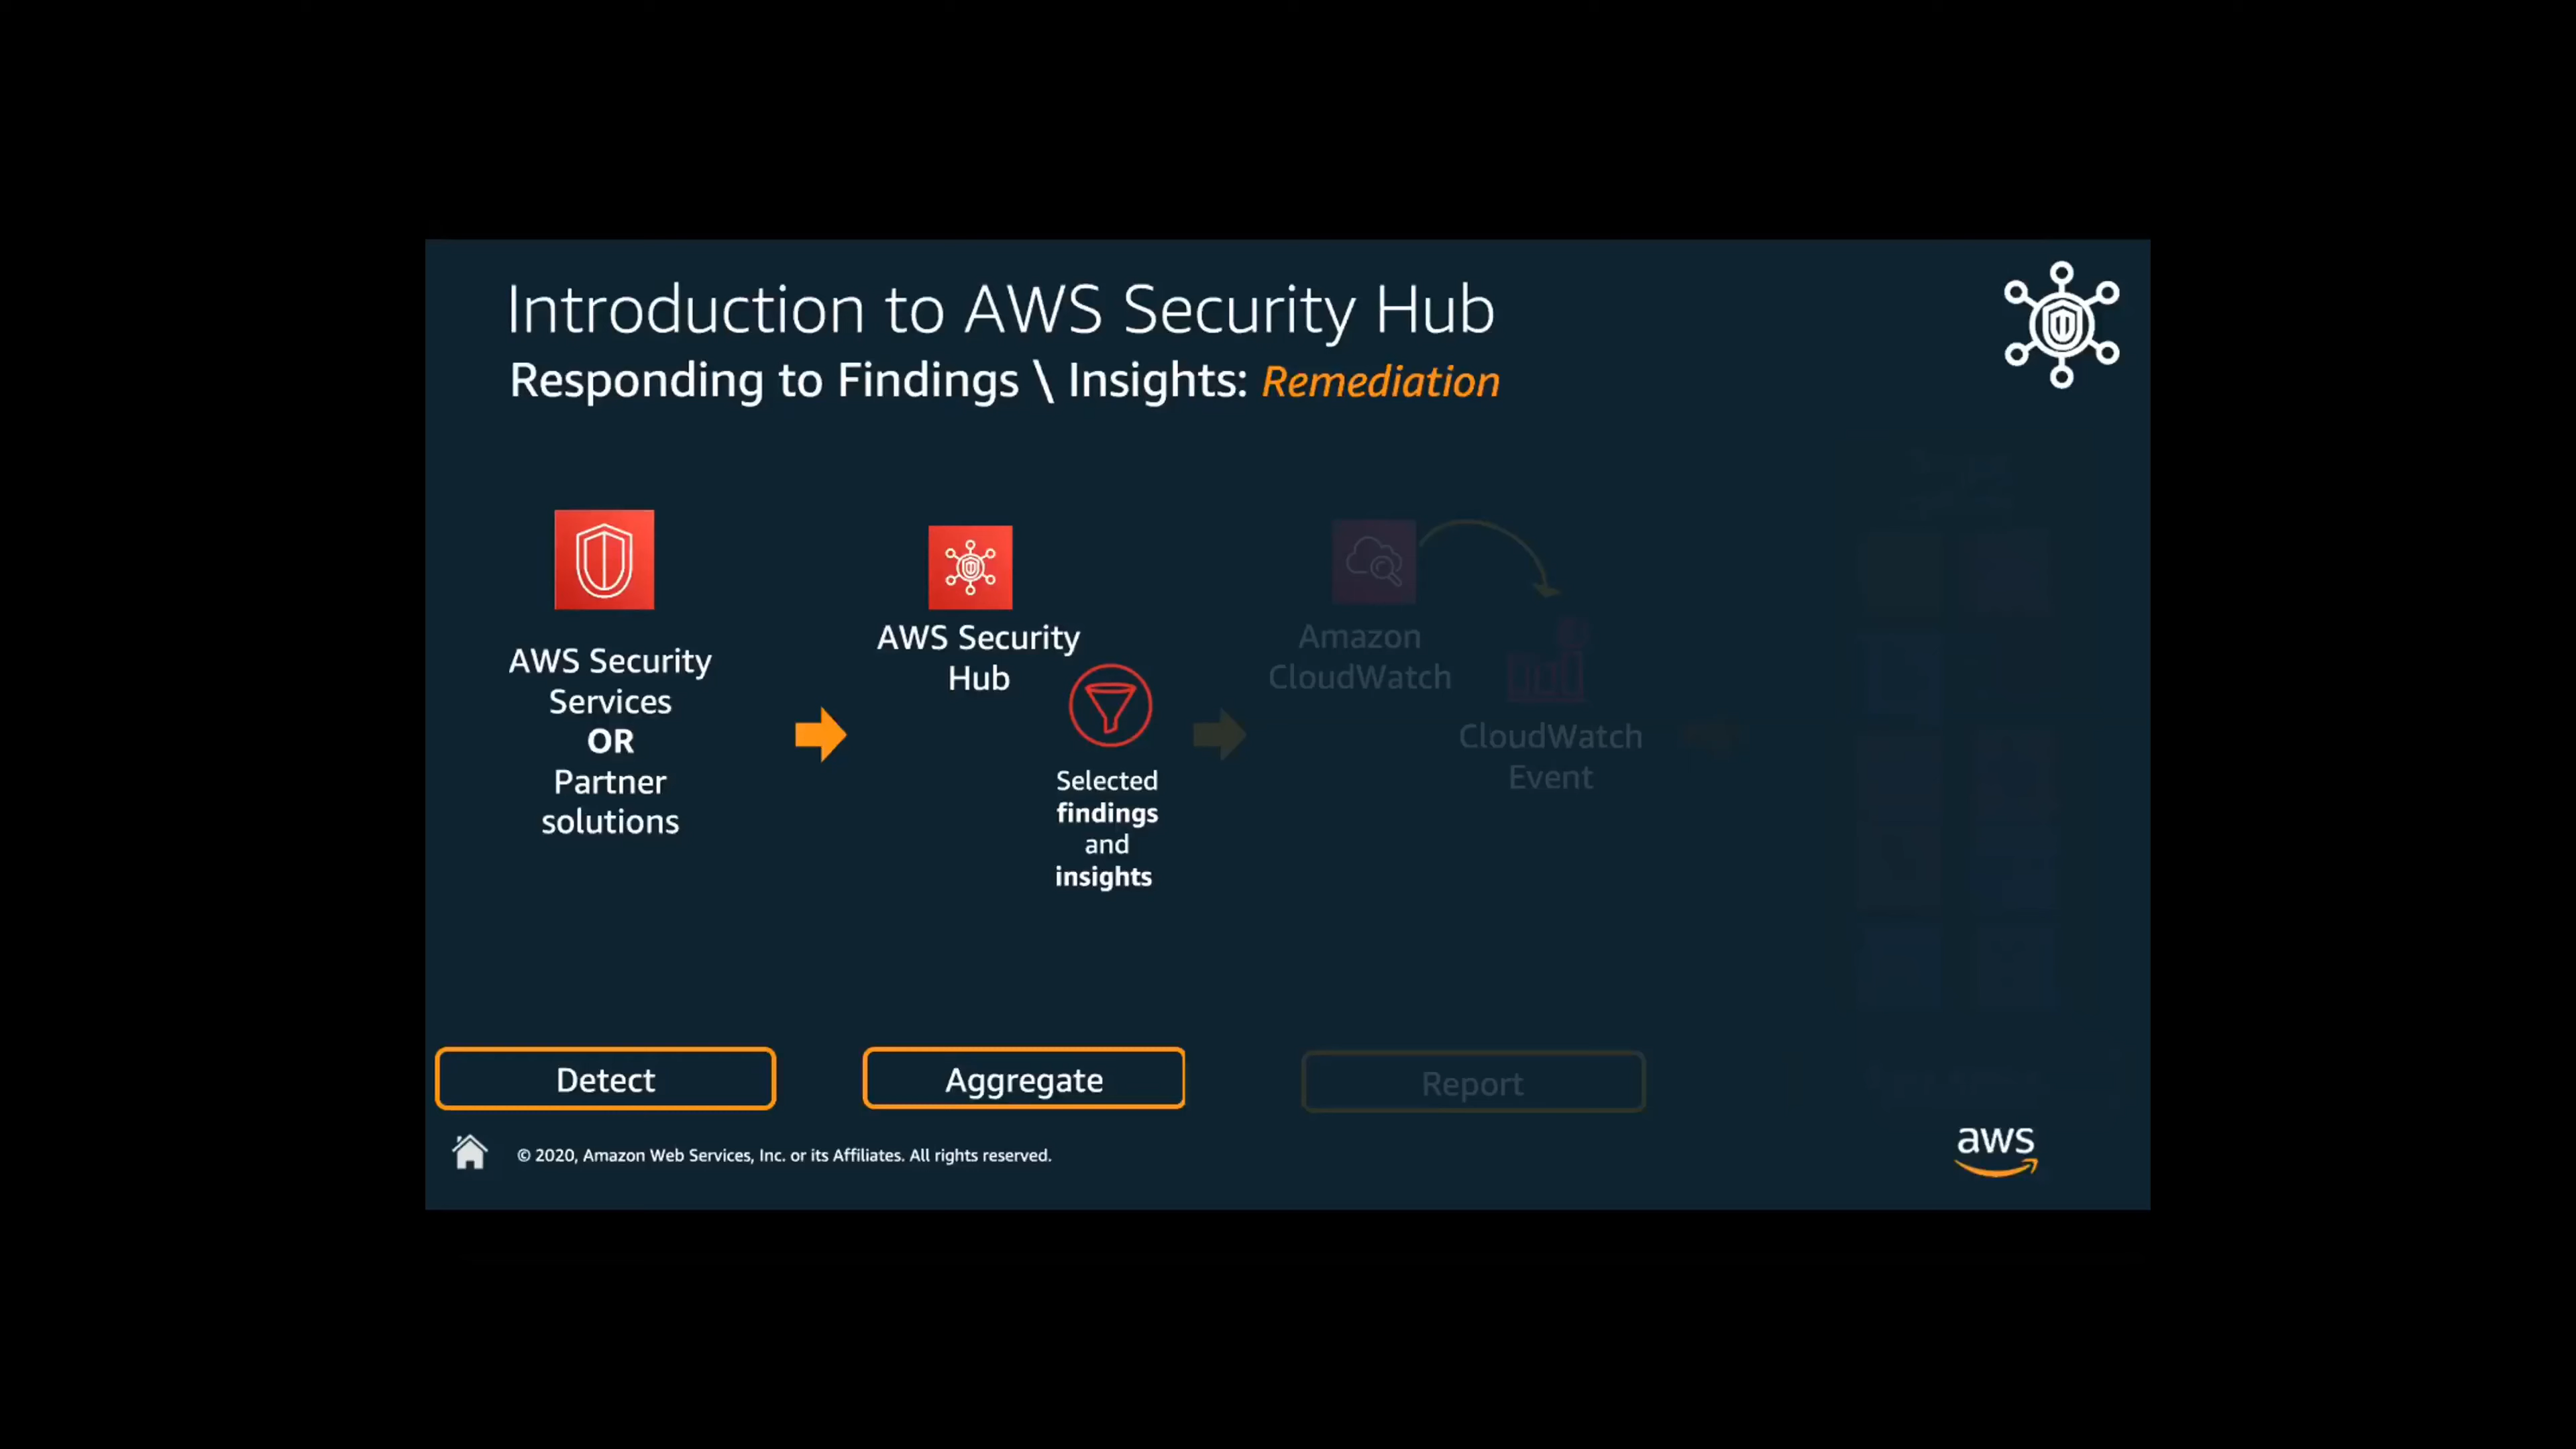 Introduction to AWS Security Hub
Responding to Findings \ Insights: Remediation
AWS Security
Services
OR
Partner
solutions
AWS Security
Hub
Selected
findings
and
insights
Amazon
CloudWatch
CloudWatch
Event
Detect
Aggregate
Report
© 2020, Amazon Web Services, Inc. or its Affiliates. All rights reserved.
aws